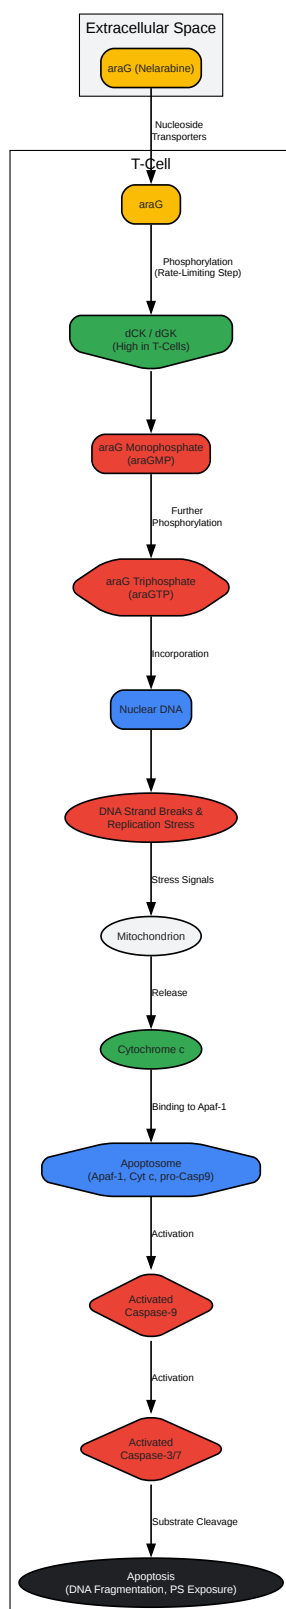 Extracellular Space
araG (Nelarabine)
Nucleoside
Transporters
T-Cell
araG
Phosphorylation
(Rate-Limiting Step)
dCK / dGK
(High in T-Cells)
araG Monophosphate
(araGMP)
Further
Phosphorylation
araG Triphosphate
(araGTP)
Incorporation
Nuclear DNA
DNA Strand Breaks &
Replication Stress
Stress Signals
Mitochondrion
Release
Cytochrome c
Binding to Apaf-1
Apoptosome
(Apaf-1, Cyt c, pro-Casp9)
Activation
Activated
Caspase-9
Activation
Activated
Caspase-3/7
Substrate Cleavage
Apoptosis
(DNA Fragmentation, PS Exposure)